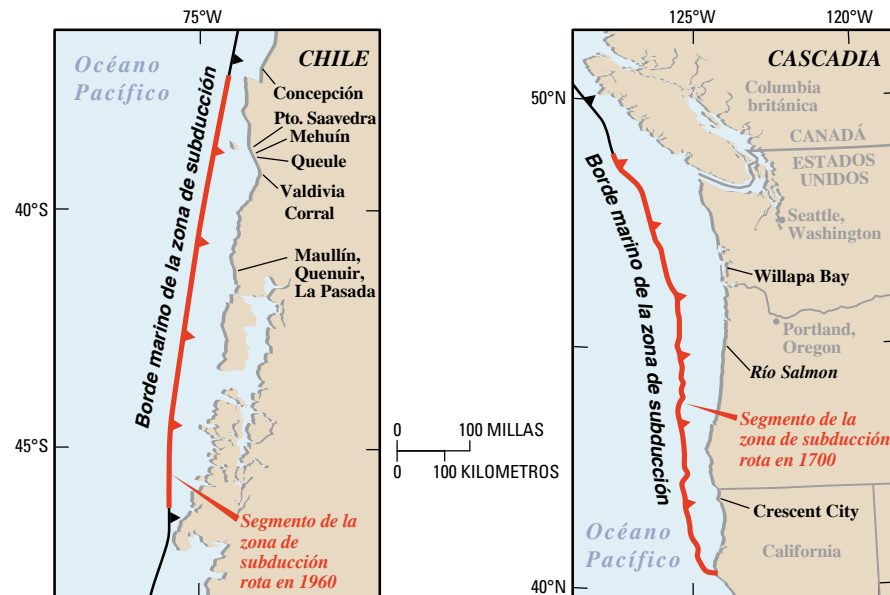 75°W
CHILE
Océano
Pacífico
Borde marino de la zona de subducción
Concepción
Pto. Saavedra
Mehuín
Queule
Valdivia
Corral
40°S
Maullín,
Quenuir,
La Pasada
45°S
Segmento de la
zona de
subducción
rota en 1960
0 100 MILLAS
0 100 KILOMETROS
125°W 120°W
CASCADIA
50°N
Columbia
británica
CANADÁ
ESTADOS
UNIDOS
Borde marino de la zona de subducción
Seattle,
Washington
Willapa Bay
Portland,
Oregon
Río Salmon
Segmento de la
zona de subducción
rota en 1700
Crescent City
Océano
Pacífico
California
40°N